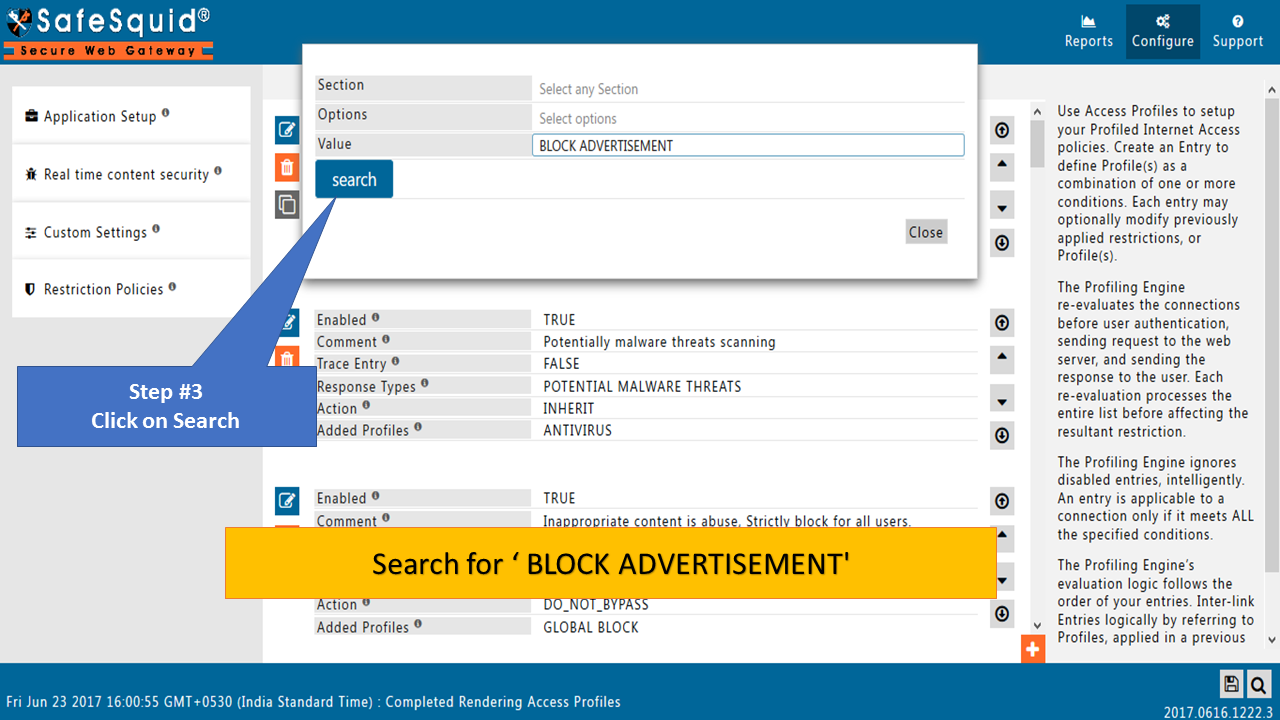 SafeSquid®
Secure Web Gateway
Reports
Configure
Support
Application Setup
Real time content security
Custom Settings
Restriction Policies
Section Select any Section
Options Select options
Value BLOCK ADVERTISEMENT
search
Close
Enabled TRUE
Comment Potentially malware threats scanning
Trace Entry FALSE
Response Types POTENTIAL MALWARE THREATS
Action INHERIT
Added Profiles ANTIVIRUS
Step #3
Click on Search
Enabled TRUE
Comment Inappropriate content is abuse, Strictly block for all users.
Search for ‘ BLOCK ADVERTISEMENT'
Action DO_NOT_BYPASS
Added Profiles GLOBAL BLOCK
Use Access Profiles to setup
your Profiled Internet Access
policies. Create an Entry to
define Profile(s) as a
combination of one or more
conditions. Each entry may
optionally modify previously
applied restrictions, or
Profile(s).
The Profiling Engine
re-evaluates the connections
before user authentication,
sending request to the web
server, and sending the
response to the user. Each
re-evaluation processes the
entire list before affecting the
resultant restriction.
The Profiling Engine ignores
disabled entries, intelligently.
An entry is applicable to a
connection only if it meets ALL
the specified conditions.
The Profiling Engine’s
evaluation logic follows the
order of your entries. Inter-link
Entries logically by referring to
Profiles, applied in a previous
Fri Jun 23 2017 16:00:55 GMT+0530 (India Standard Time) : Completed Rendering Access Profiles
2017.0616.1222.3